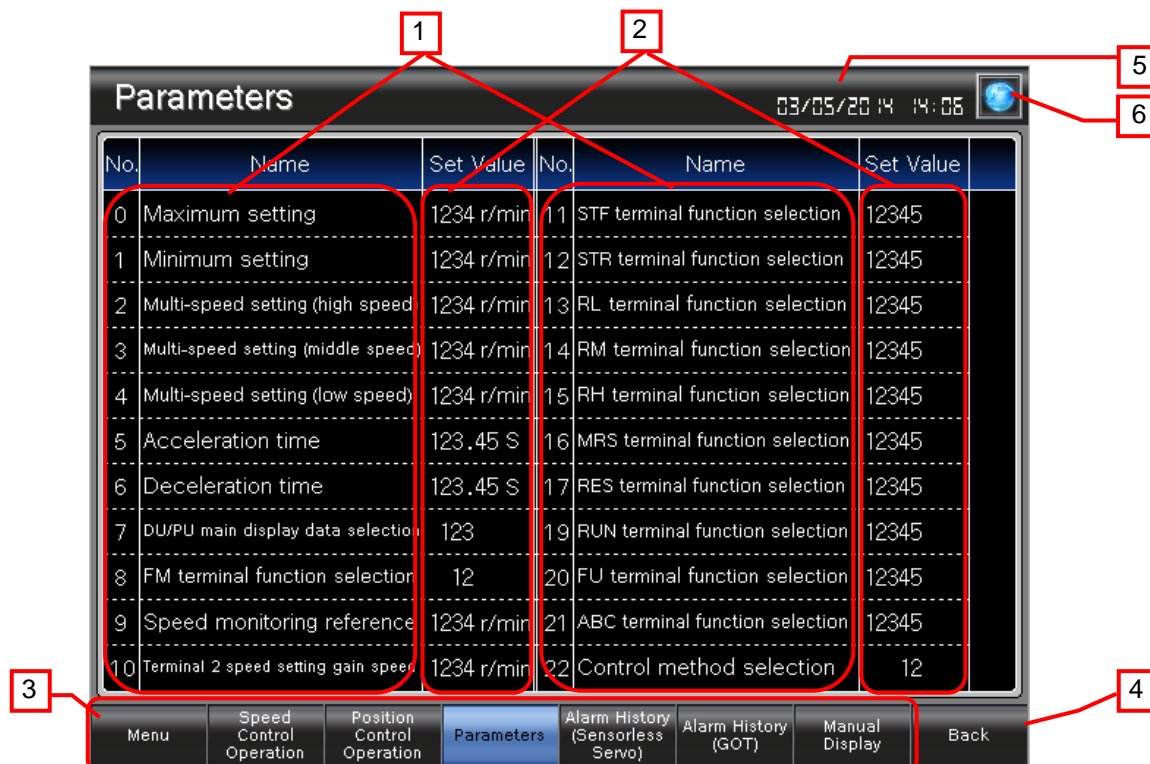 1
2
5
Parameters
03/05/2014 14:06
6
No. Name Set Value No. Name Set Value
0 Maximum setting 1234 r/min 11 STF terminal function selection 12345
1 Minimum setting 1234 r/min 12 STR terminal function selection 12345
2 Multi-speed setting (high speed) 1234 r/min 13 RL terminal function selection 12345
3 Multi-speed setting (middle speed) 1234 r/min 14 RM terminal function selection 12345
4 Multi-speed setting (low speed) 1234 r/min 15 RH terminal function selection 12345
5 Acceleration time 123.45 S 16 MRS terminal function selection 12345
6 Deceleration time 123.45 S 17 RES terminal function selection 12345
7 DU/PU main display data selection 123 19 RUN terminal function selection 12345
8 FM terminal function selection 12 20 FU terminal function selection 12345
9 Speed monitoring reference 1234 r/min 21 ABC terminal function selection 12345
10 Terminal 2 speed setting gain speed 1234 r/min 22 Control method selection 12
3
4
Menu
Speed
Control
Operation
Position
Control
Operation
Parameters
Alarm History
(Sensorless
Servo)
Alarm History
(GOT)
Manual
Display
Back